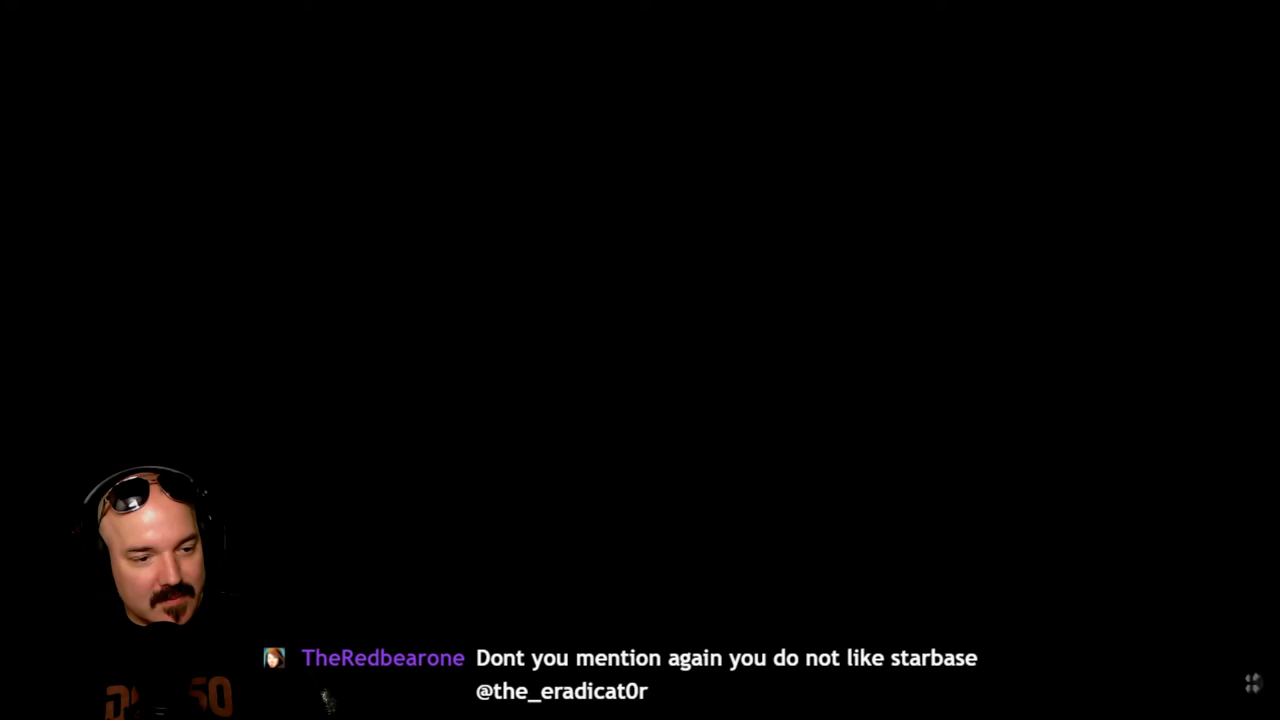 TheRedbearone Dont you mention again you do not like starbase
@the_eradicat0r